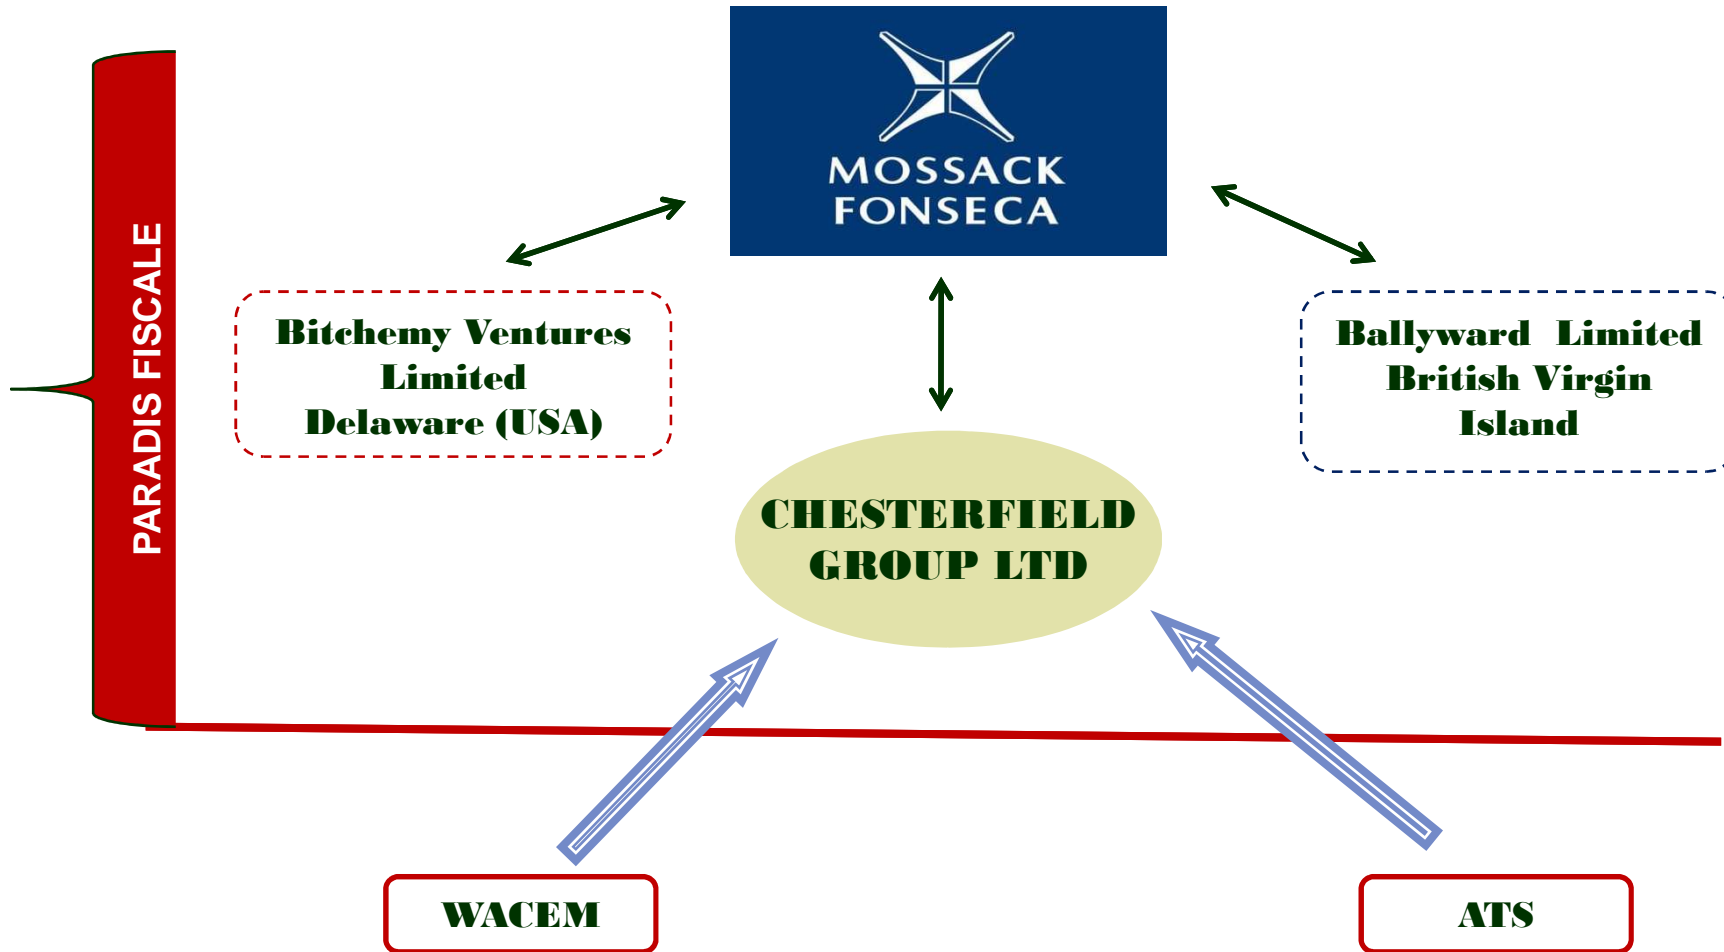 MOSSACK
FONSECA
PARADIS FISCALE
Bitchemy Ventures
Limited
Delaware (USA)
Ballyward Limited
British Virgin
Island
CHESTERFIELD
GROUP LTD
WACEM
ATS